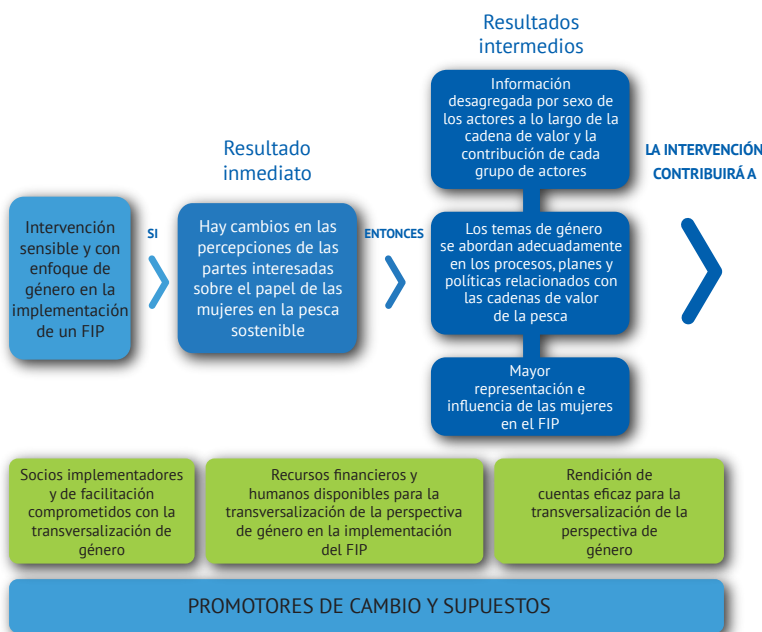 Resultados
intermedios
Información
desagregada por sexo de
los actores a lo largo de la
cadena de valor y la
contribución de cada
grupo de actores
Resultado
inmediato
LA INTERVENCIÓN
CONTRIBUIRÁ A
Intervención
sensible y con
enfoque de
género en la
implementación
de un FIP
SI
Hay cambios en las
percepciones de las
partes interesadas
sobre el papel de las
mujeres en la pesca
sostenible
ENTONCES
Los temas de género
se abordan adecuadamente
en los procesos, planes y
políticas relacionados con
las cadenas de valor
de la pesca
Mayor
representación e
influencia de las mujeres
en el FIP
Socios implementadores
y de facilitación
comprometidos con la
transversalización de
género
Recursos financieros y
humanos disponibles para la
transversalización de la perspectiva
de género en la implementación
del FIP
Rendición de
cuentas eficaz para la
transversalización de la
perspectiva de
género
PROMOTORES DE CAMBIO Y SUPUESTOS